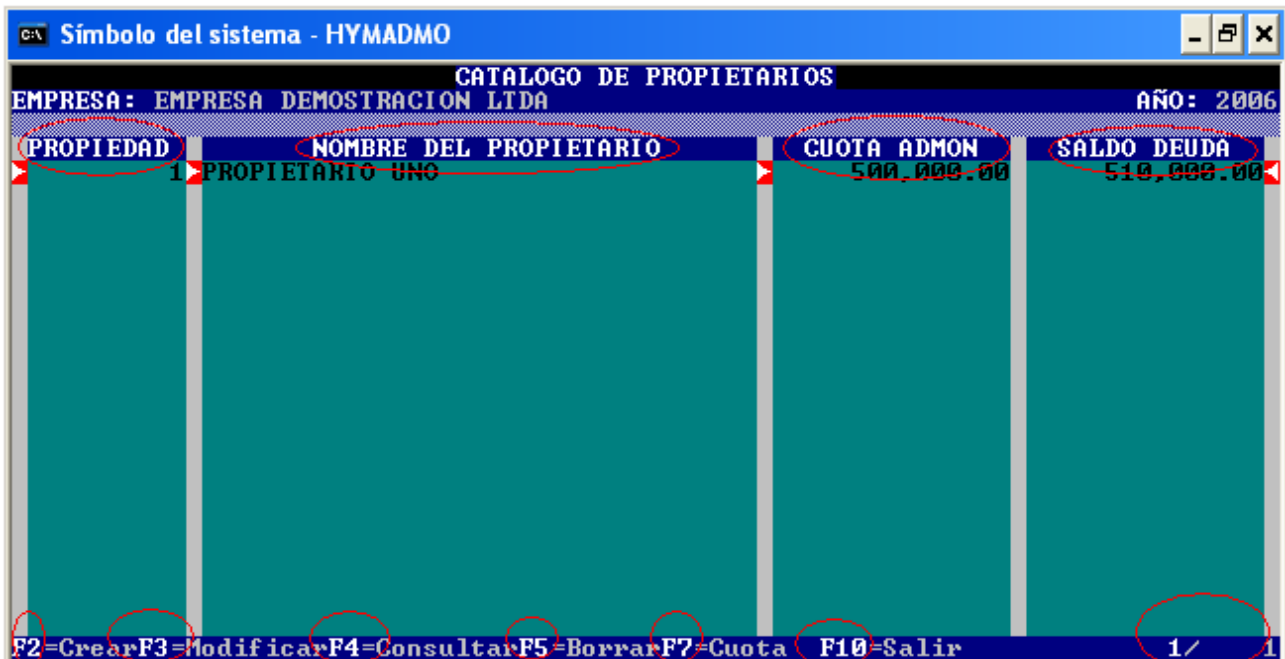 Símbolo del sistema - HYMADMO
CATALOGO DE PROPIETARIOS
EMPRESA: EMPRESA DEMOSTRACION LTDA AÑO: 2006
PROPIEDAD NOMBRE DEL PROPIETARIO CUOTA ADMON SALDO DEUDA
1 PROPIETARIO UNO 500,000.00 510,000.00
F2=CrearF3=ModificarF4=ConsultarF5=BorrarF7=Cuota F10=Salir 1/ 1